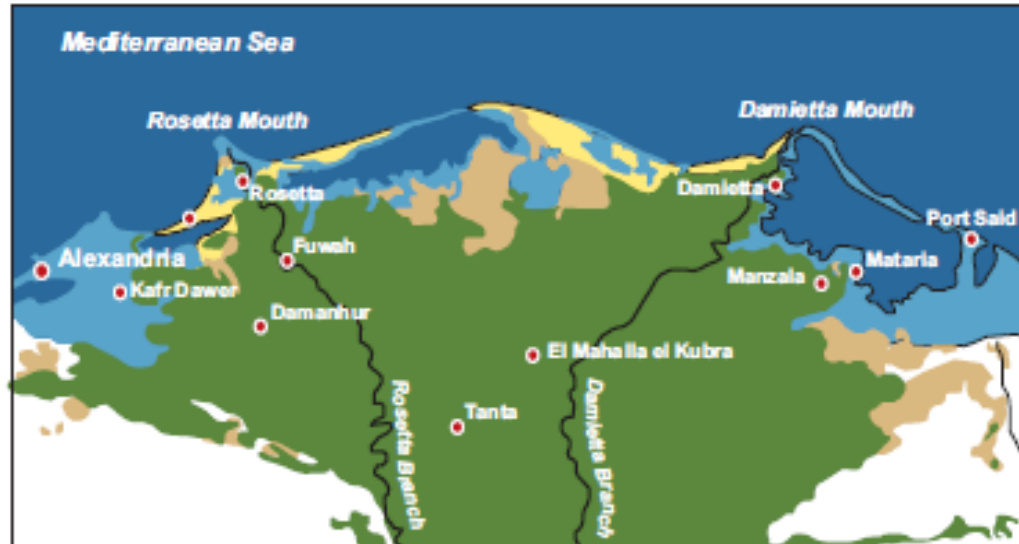 Mediterranean Sea
Rosetta Mouth
Damietta Mouth
Rosetta
Damietta
Port Said
Fuwah
Alexandria
Mataria
Kafr Dawer
Manzala
Damanhur
El Mahalla el Kubra
Tanta
Rosetta Branch
Damietta Branch